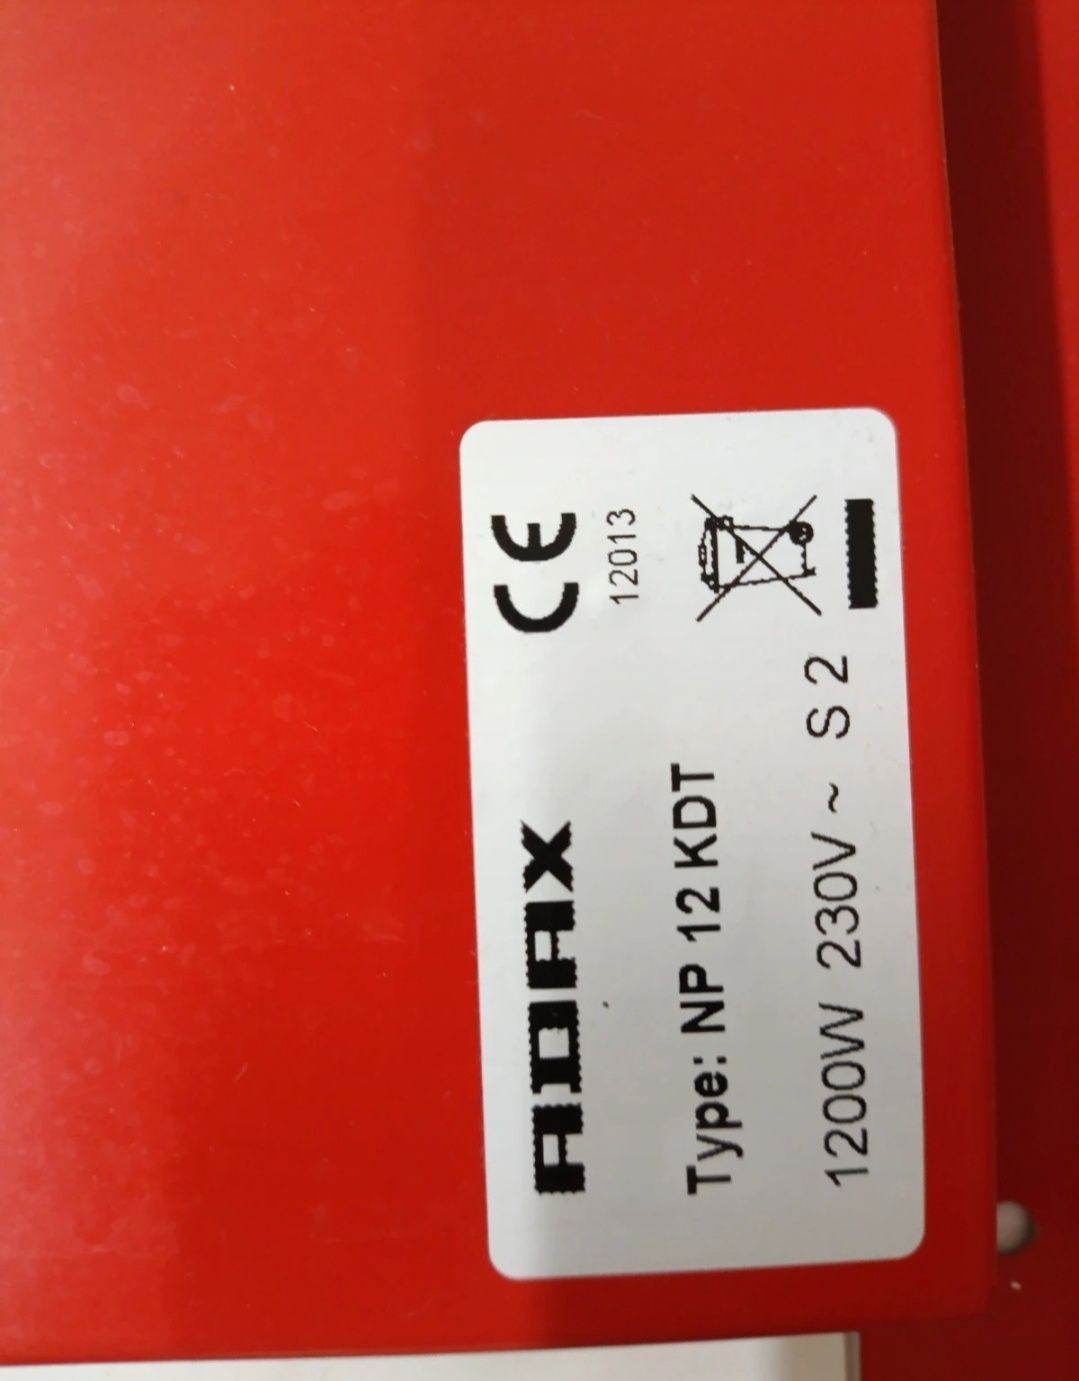 ADAX CE
12013
Type: NP 12 KDT
1200W 230V ~ S 2